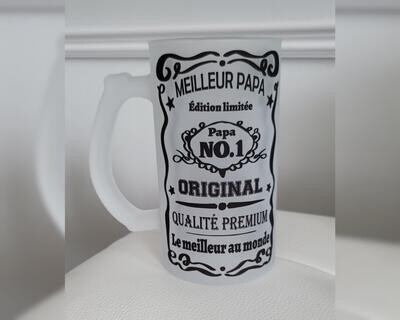 MEILLEUR PAPA
Édition limitée
Papa
NO.1
ORIGINAL
QUALITÉ PREMIUM
Le meilleur au monde